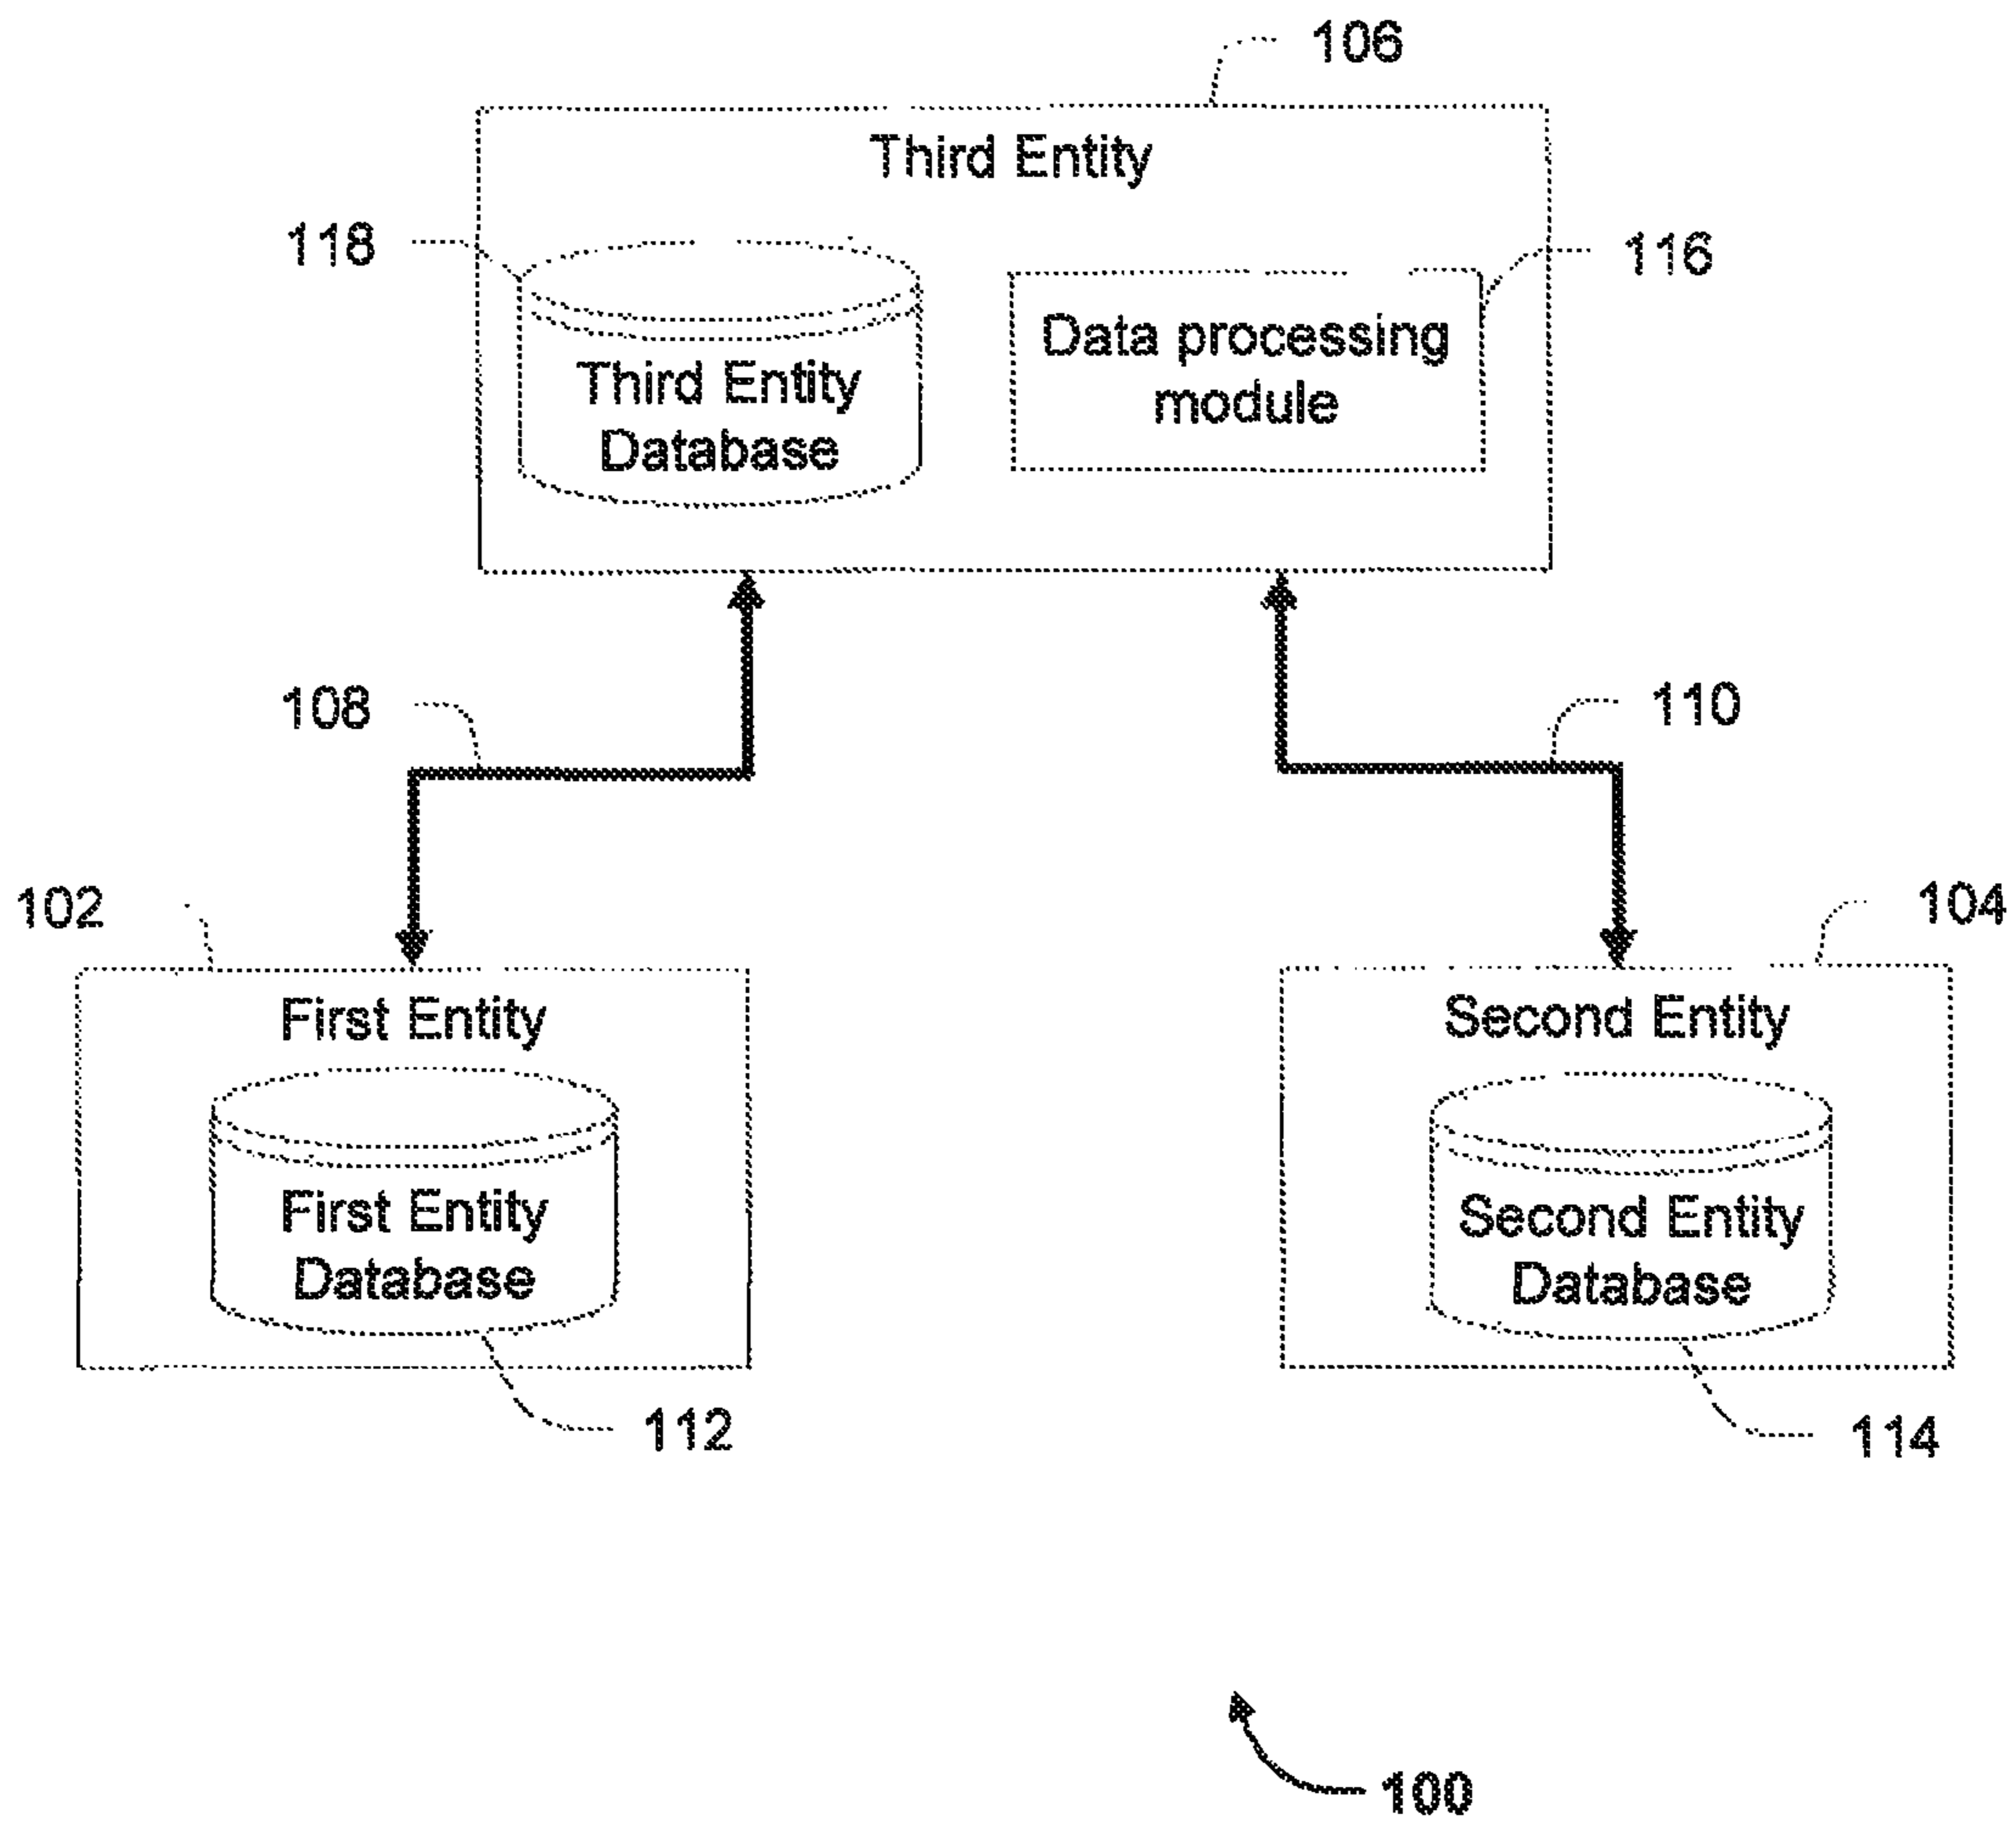 106
Third Entity
118
116
Data processing
module
Third Entity
Database
108
110
102
104
First Entity
Second Entity
First Entity
Database
Second Entity
Database
112
114
100